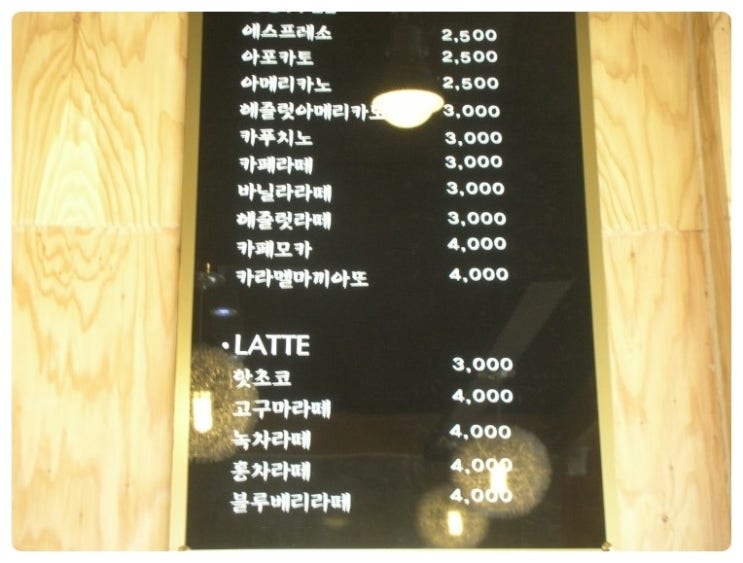 에스프레소 2,500
아포카토 2,500
아메리카노 2,500
헤즐럿아메리카노 3,000
카푸치노 3,000
카페라떼 3,000
바닐라라떼 3,000
헤즐럿라떼 3,000
카페모카 4,000
카라멜마끼아또 4,000
•LATTE
핫초코 3,000
고구마라떼 4,000
녹차라떼 4,000
홍차라떼 4,000
블루베리라떼 4,000